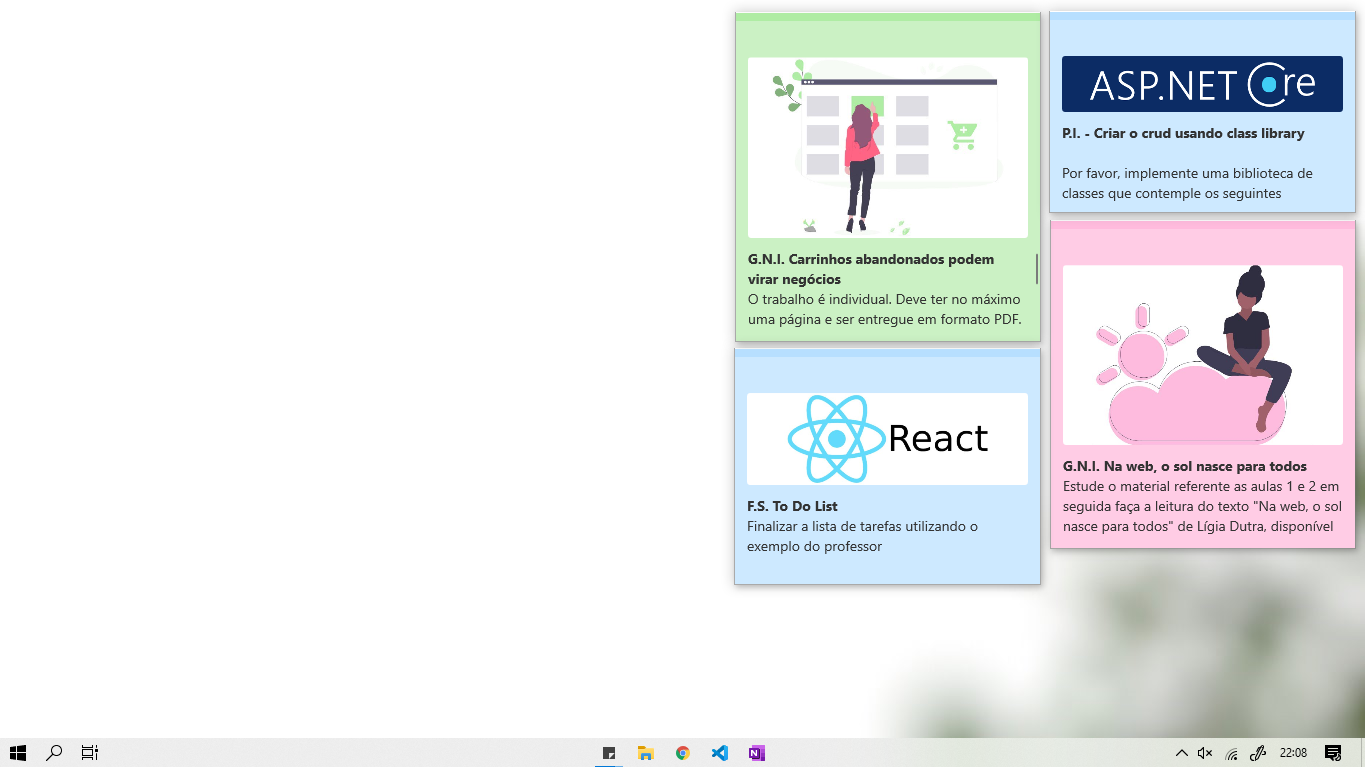 G.N.I. Carrinhos abandonados podem
virar negócios
O trabalho é individual. Deve ter no máximo
uma página e ser entregue em formato PDF.
React
F.S. To Do List
Finalizar a lista de tarefas utilizando o
exemplo do professor
ASP.NET Core
P.I. - Criar o crud usando class library
Por favor, implemente uma biblioteca de
classes que contemple os seguintes
G.N.I. Na web, o sol nasce para todos
Estude o material referente as aulas 1 e 2 em
seguida faça a leitura do texto "Na web, o sol
nasce para todos" de Lígia Dutra, disponível
N
22:08